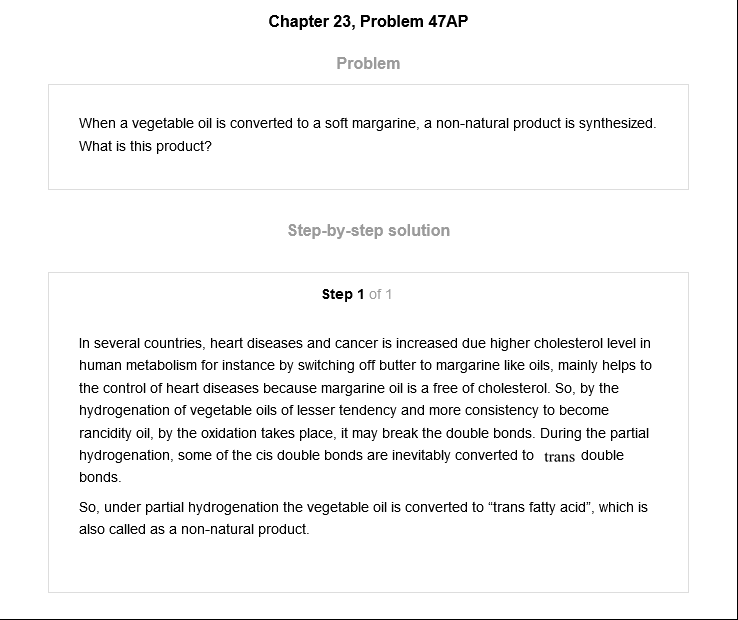 Chapter 23, Problem 47AP
Problem
When a vegetable oil is converted to a soft margarine, a non-natural product is synthesized.
What is this product?
Step-by-step solution
Step 1 of 1
In several countries, heart diseases and cancer is increased due higher cholesterol level in
human metabolism for instance by switching off butter to margarine like oils, mainly helps to
the control of heart diseases because margarine oil is a free of cholesterol. So, by the
hydrogenation of vegetable oils of lesser tendency and more consistency to become
rancidity oil, by the oxidation takes place, it may break the double bonds. During the partial
hydrogenation, some of the cis double bonds are inevitably converted to trans double
bonds.
So, under partial hydrogenation the vegetable oil is converted to “trans fatty acid”, which is
also called as a non-natural product.